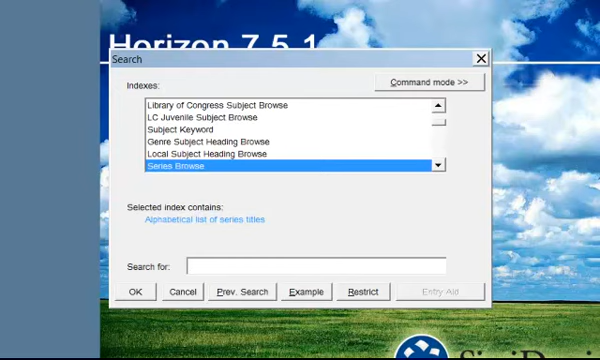 Horizon 7.5.1
Search
Indexes:
Command mode >>
Library of Congress Subject Browse
LC Juvenile Subject Browse
Subject Keyword
Genre Subject Heading Browse
Local Subject Heading Browse
Series Browse
Selected index contains:
Alphabetical list of series titles
Search for:
OK Cancel Prev. Search Example Restrict Entry Aid